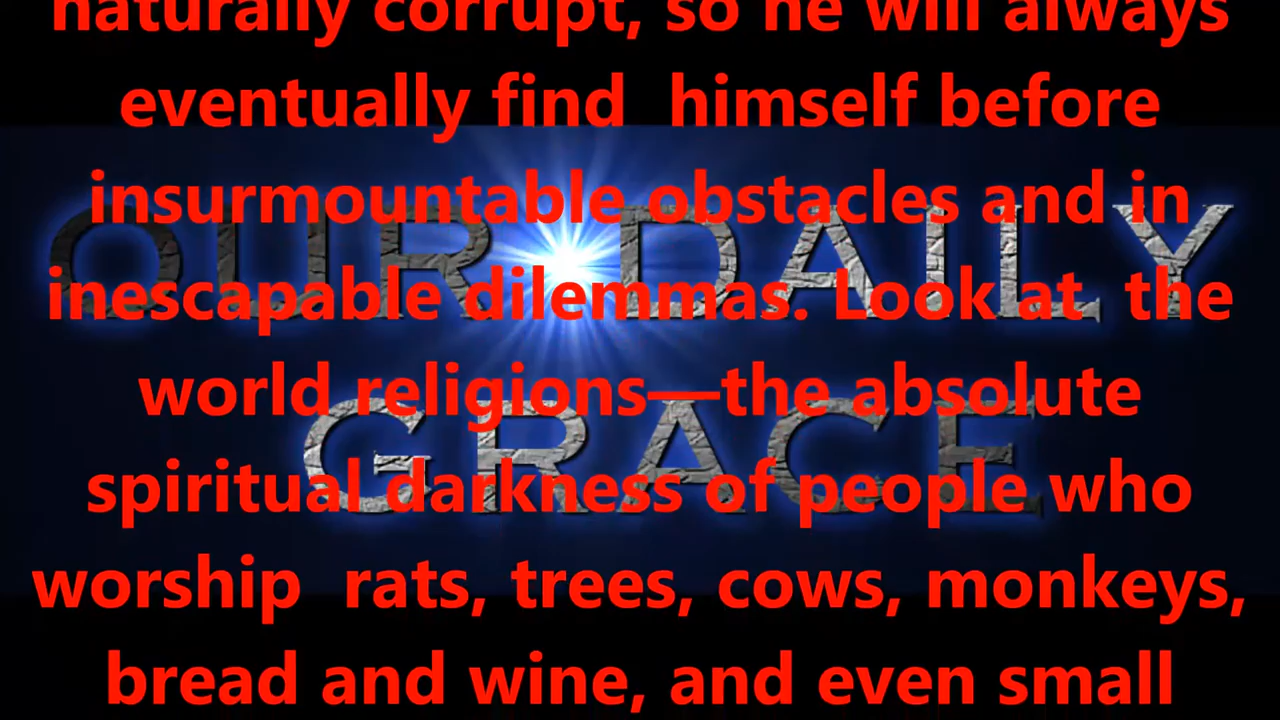 naturally corrupt, so he will always
eventually find himself before
insurmountable obstacles and in
inescapable dilemmas. Look at the
world religions—the absolute
spiritual darkness of people who
worship rats, trees, cows, monkeys,
bread and wine, and even small
OUR DAILY
GRACE